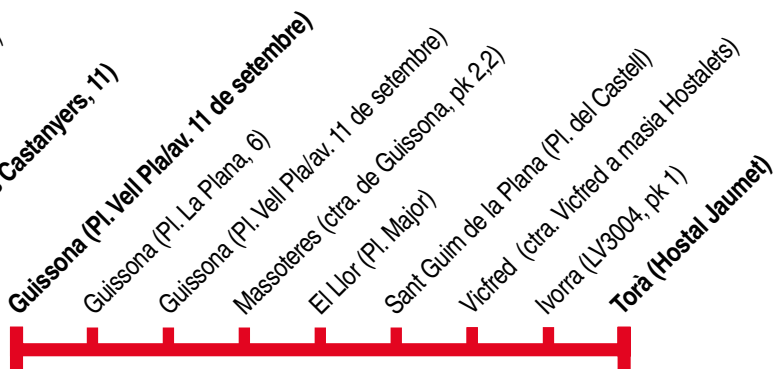 Castanyers, 11)
Guissona (Pl. Vell Pla/av. 11 de setembre)
Guissona (Pl. La Plana, 6)
Guissona (Pl. Vell Pla/av. 11 de setembre)
Massoteres (ctra. de Guissona, pk 2,2)
El Llor (Pl. Major)
Sant Guim de la Plana (Pl. del Castell)
Vicfred (ctra. Vicfred a masia Hostalets)
Ivorra (LV3004, pk 1)
Torà (Hostal Jaumet)